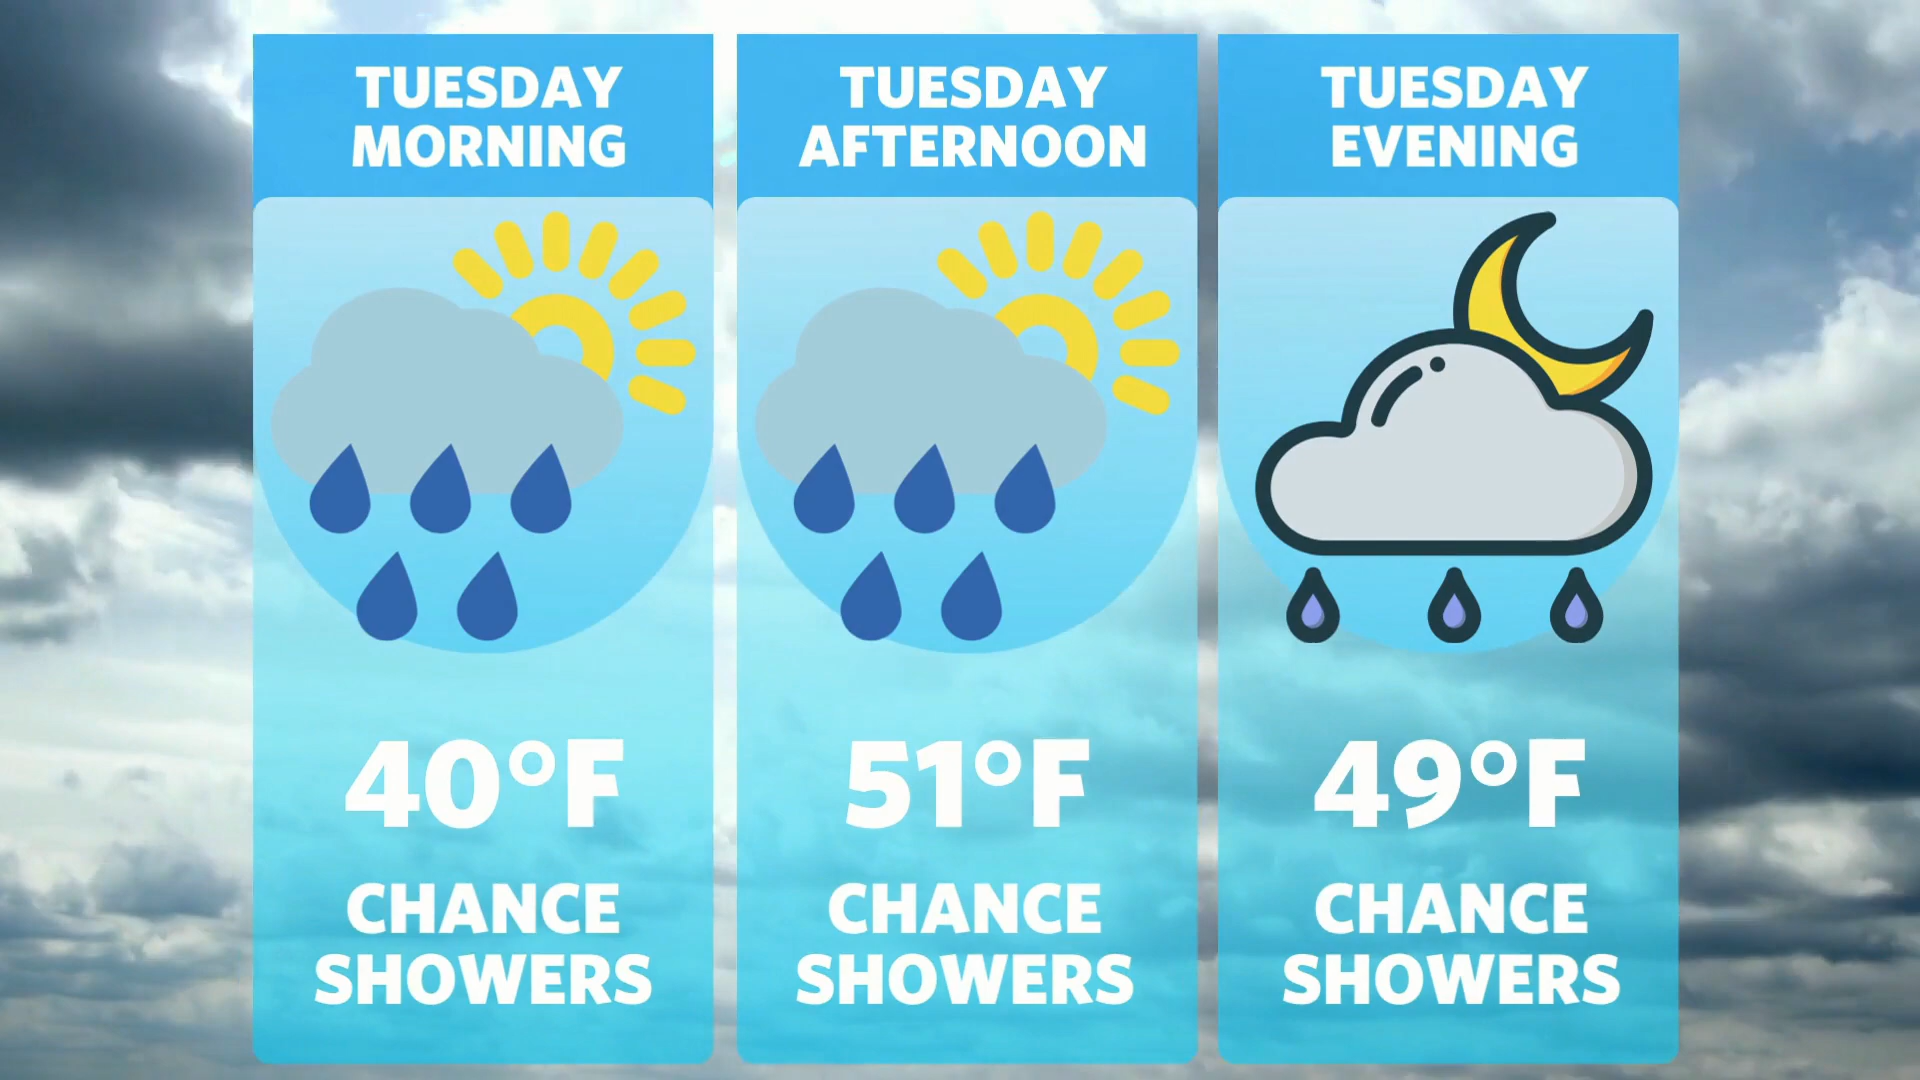 TUESDAY
MORNING
40°F
CHANCE
SHOWERS
TUESDAY
AFTERNOON
51°F
CHANCE
SHOWERS
TUESDAY
EVENING
49°F
CHANCE
SHOWERS